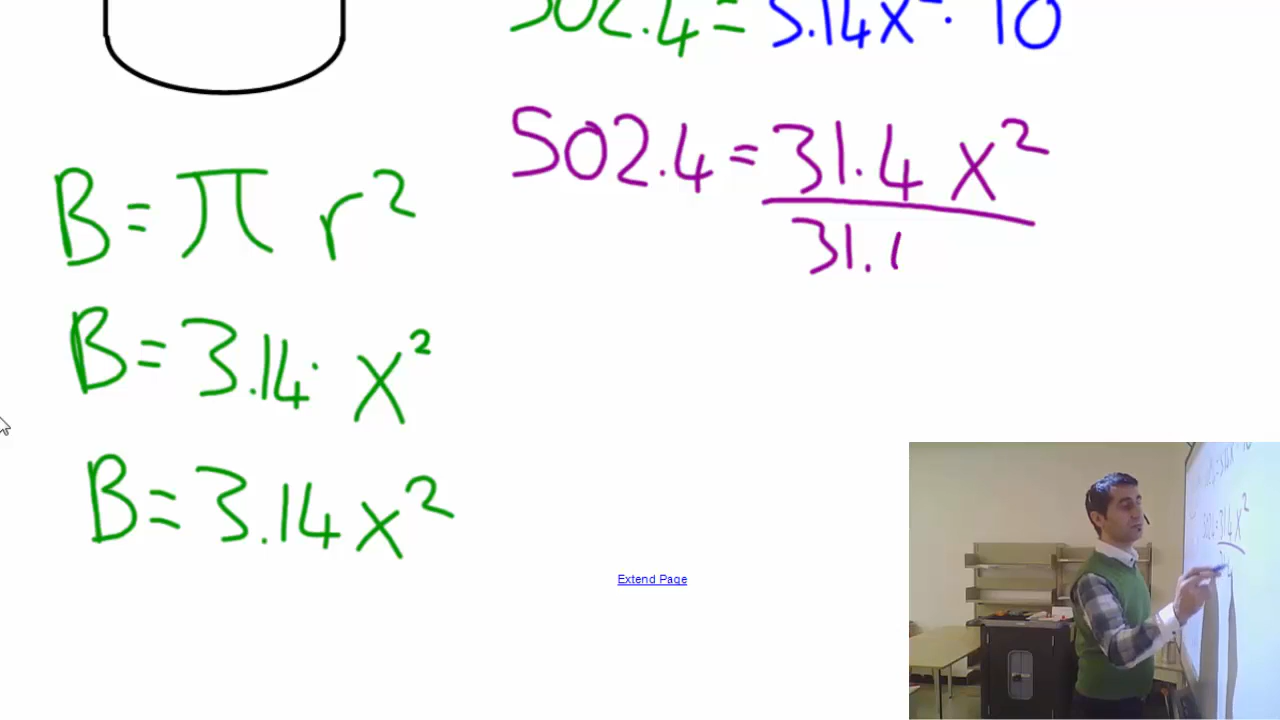 502.4 = 3.14x² · 10
502.4 = 31.4 x²
31.
B = π r²
B = 3.14 · x²
B = 3.14x²
Extend Page